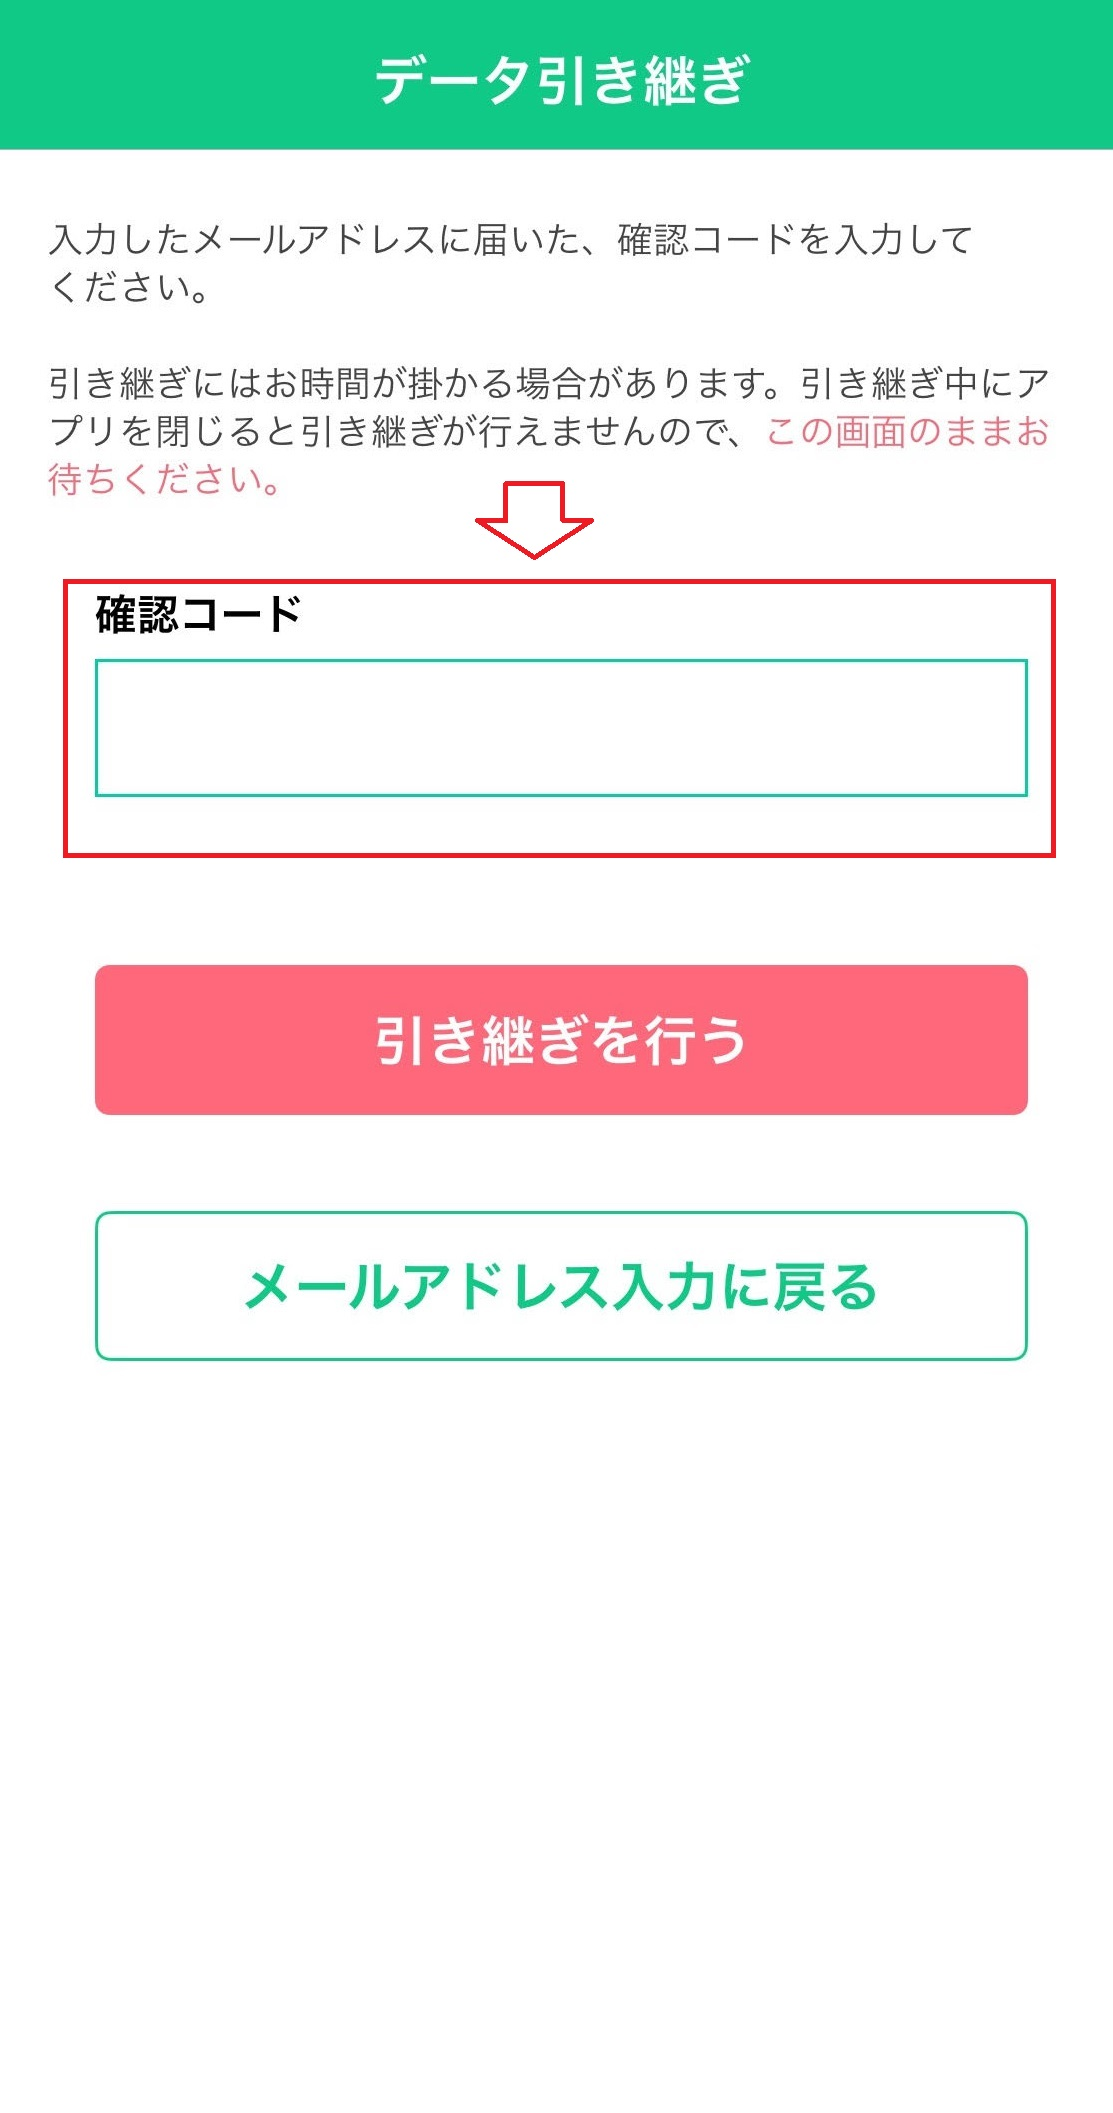 データ引き継ぎ
入力したメールアドレスに届いた、確認コードを入力して
ください。
引き継ぎにはお時間が掛かる場合があります。引き継ぎ中にア
プリを閉じると引き継ぎが行えませんので、この画面のままお
待ちください。
確認コード
引き継ぎを行う
メールアドレス入力に戻る